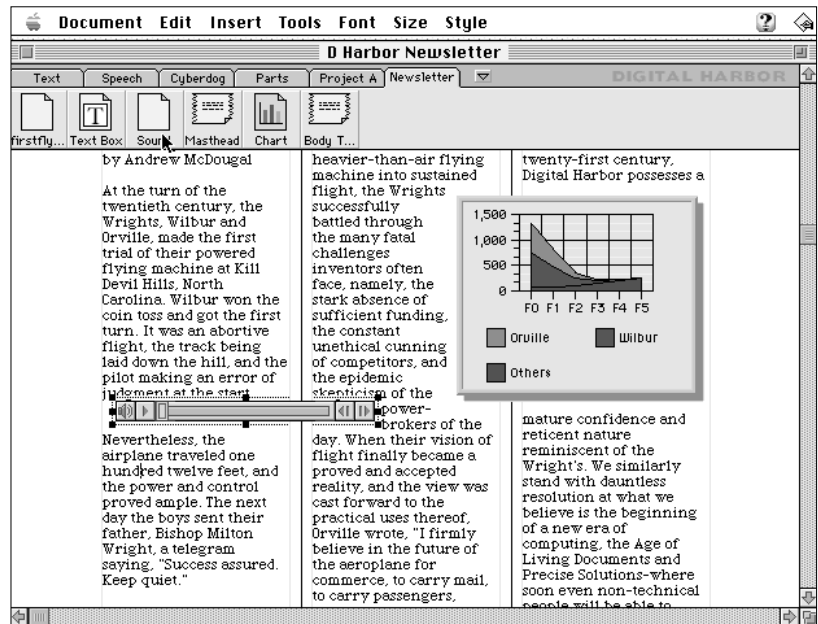 Document Edit Insert Tools Font Size Style
D Harbor Newsletter
Text Speech Cyberdog Parts Project A Newsletter DIGITAL HARBOR
firstfly... Text Box Sound Masthead Chart Body T...
by Andrew McDougal
At the turn of the
twentieth century, the
Wrights, Wilbur and
Orville, made the first
trial of their powered
flying machine at Kill
Devil Hills, North
Carolina. Wilbur won the
coin toss and got the first
turn. It was an abortive
flight, the track being
laid down the hill, and the
pilot making an error of
judgment at the start.
Nevertheless, the
airplane traveled one
hundred twelve feet, and
the power and control
proved ample. The next
day the boys sent their
father, Bishop Milton
Wright, a telegram
saying, "Success assured.
Keep quiet."
heavier-than-air flying
machine into sustained
flight, the Wrights
successfully
battled through
the many fatal
challenges
inventors often
face, namely, the
stark absence of
sufficient funding,
the constant
unethical cunning
of competitors, and
the epidemic
skepticism of the
power-
brokers of the
day. When their vision of
flight finally became a
proved and accepted
reality, and the view was
cast forward to the
practical uses thereof,
Orville wrote, "I firmly
believe in the future of
the aeroplane for
commerce, to carry mail,
to carry passengers,
twenty-first century,
Digital Harbor possesses a
1,500
1,000
500
0
F0 F1 F2 F3 F4 F5
Orville Wilbur
Others
mature confidence and
reticent nature
reminiscent of the
Wright's. We similarly
stand with dauntless
resolution at what we
believe is the beginning
of a new era of
computing, the Age of
Living Documents and
Precise Solutions-where
soon even non-technical
people will be able to